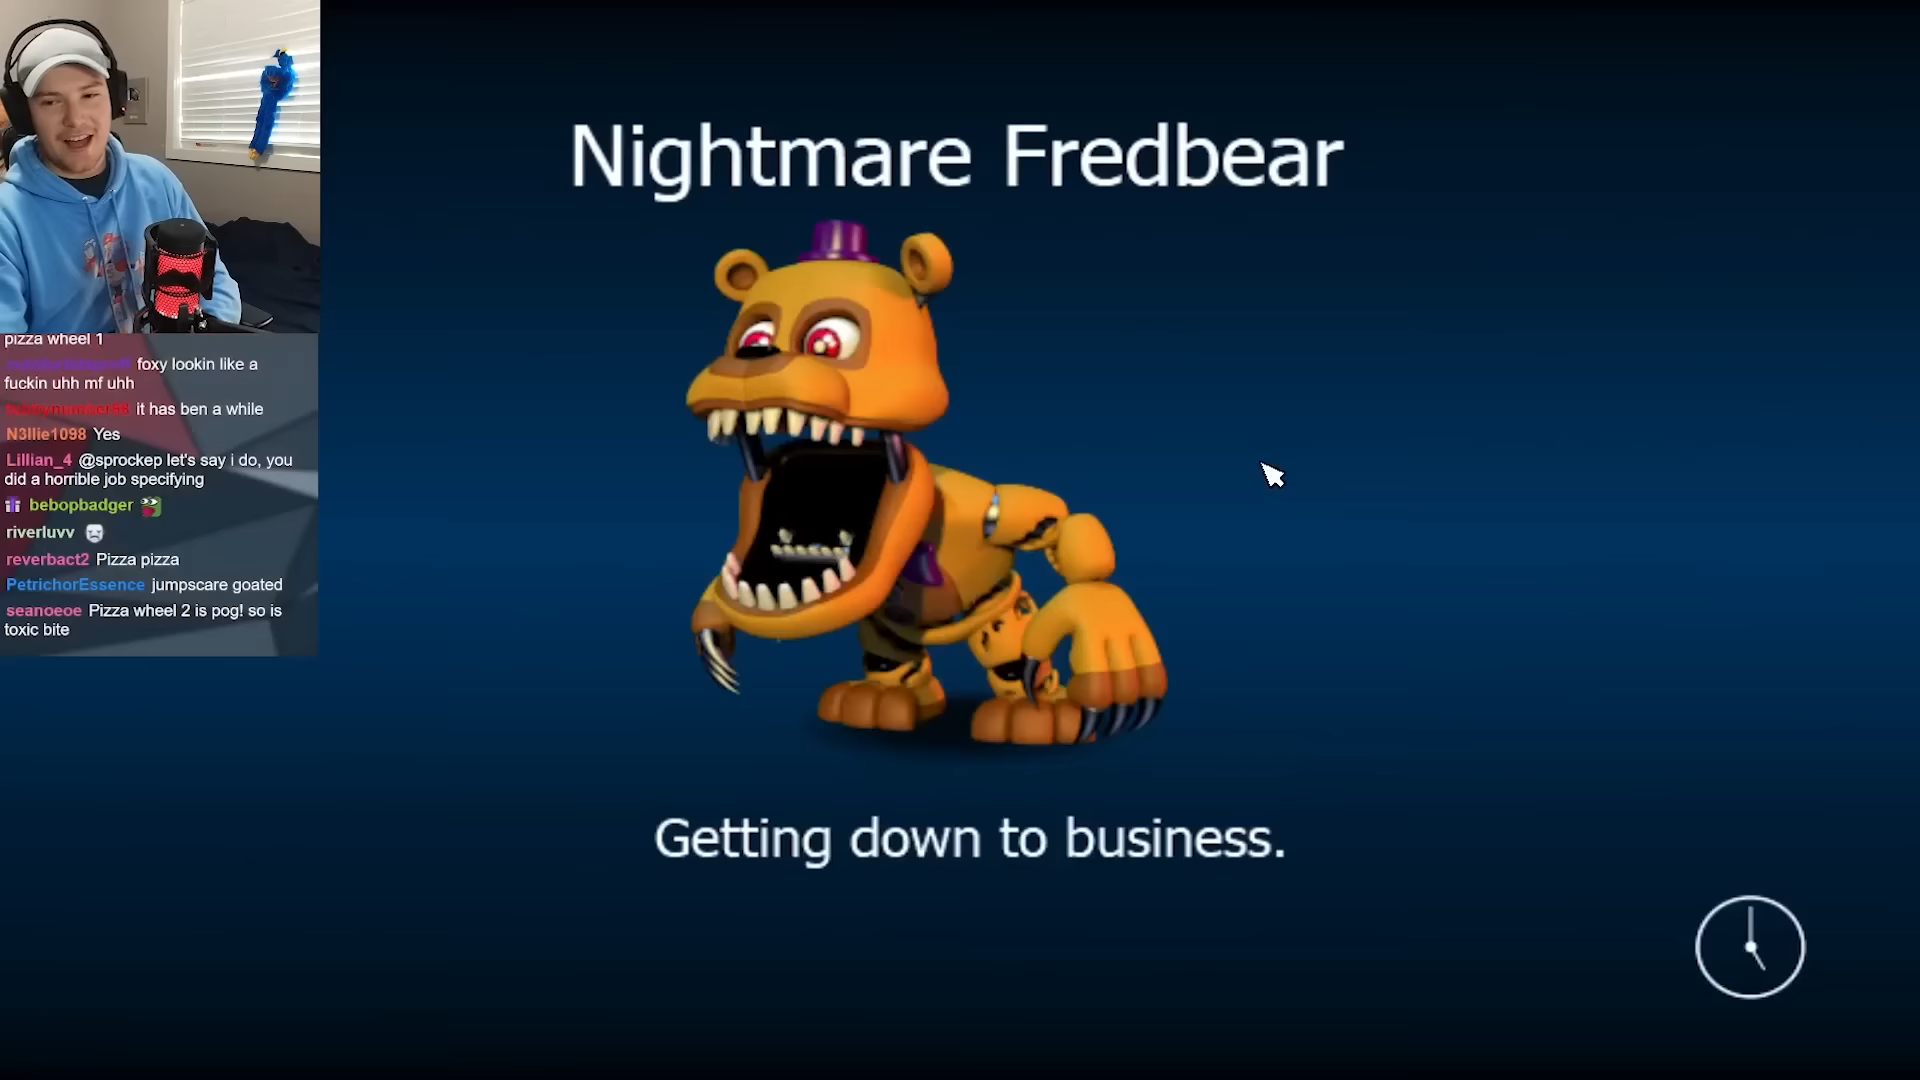 Nightmare Fredbear
pizza wheel 1
foxy lookin like a
fuckin uhh mf uhh
it has ben a while
N3llie1098 Yes
Lillian_4 @sprockep let's say i do, you
did a horrible job specifying
bebopbadger
riverluvv
reverbact2 Pizza pizza
PetrichorEssence jumpscare goated
seanoeoe Pizza wheel 2 is pog! so is
toxic bite
Getting down to business.